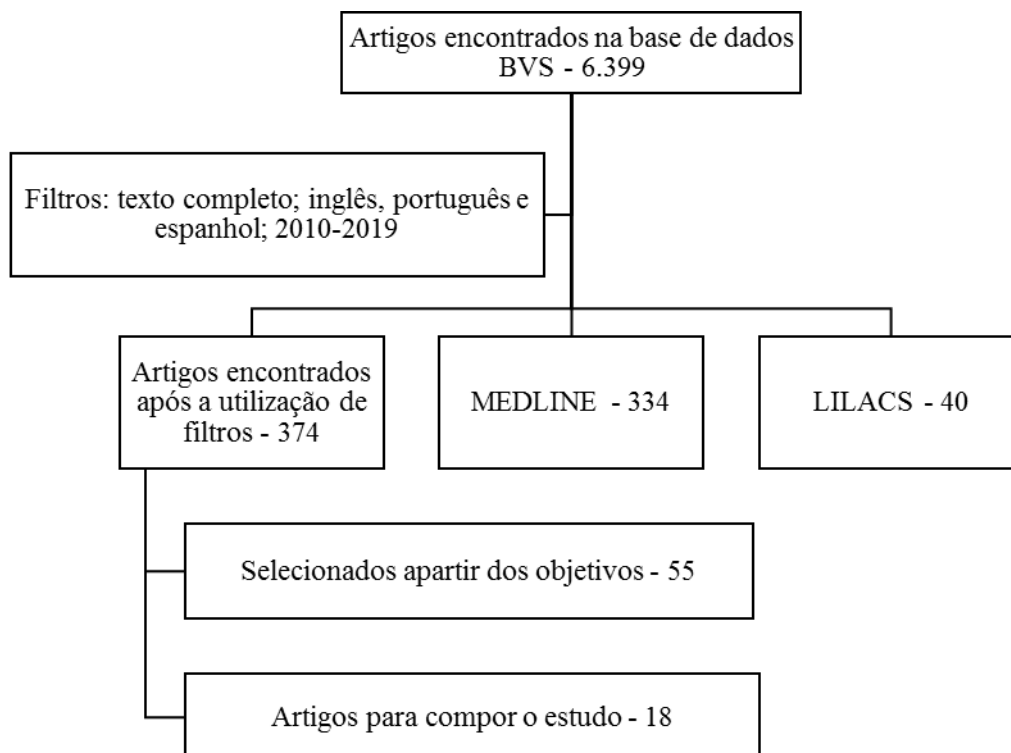 Artigos encontrados na base de dados
BVS - 6.399
Filtros: texto completo; inglês, português e
espanhol; 2010-2019
Artigos encontrados
após a utilização de
filtros - 374
MEDLINE - 334
LILACS - 40
Selecionados apartir dos objetivos - 55
Artigos para compor o estudo - 18